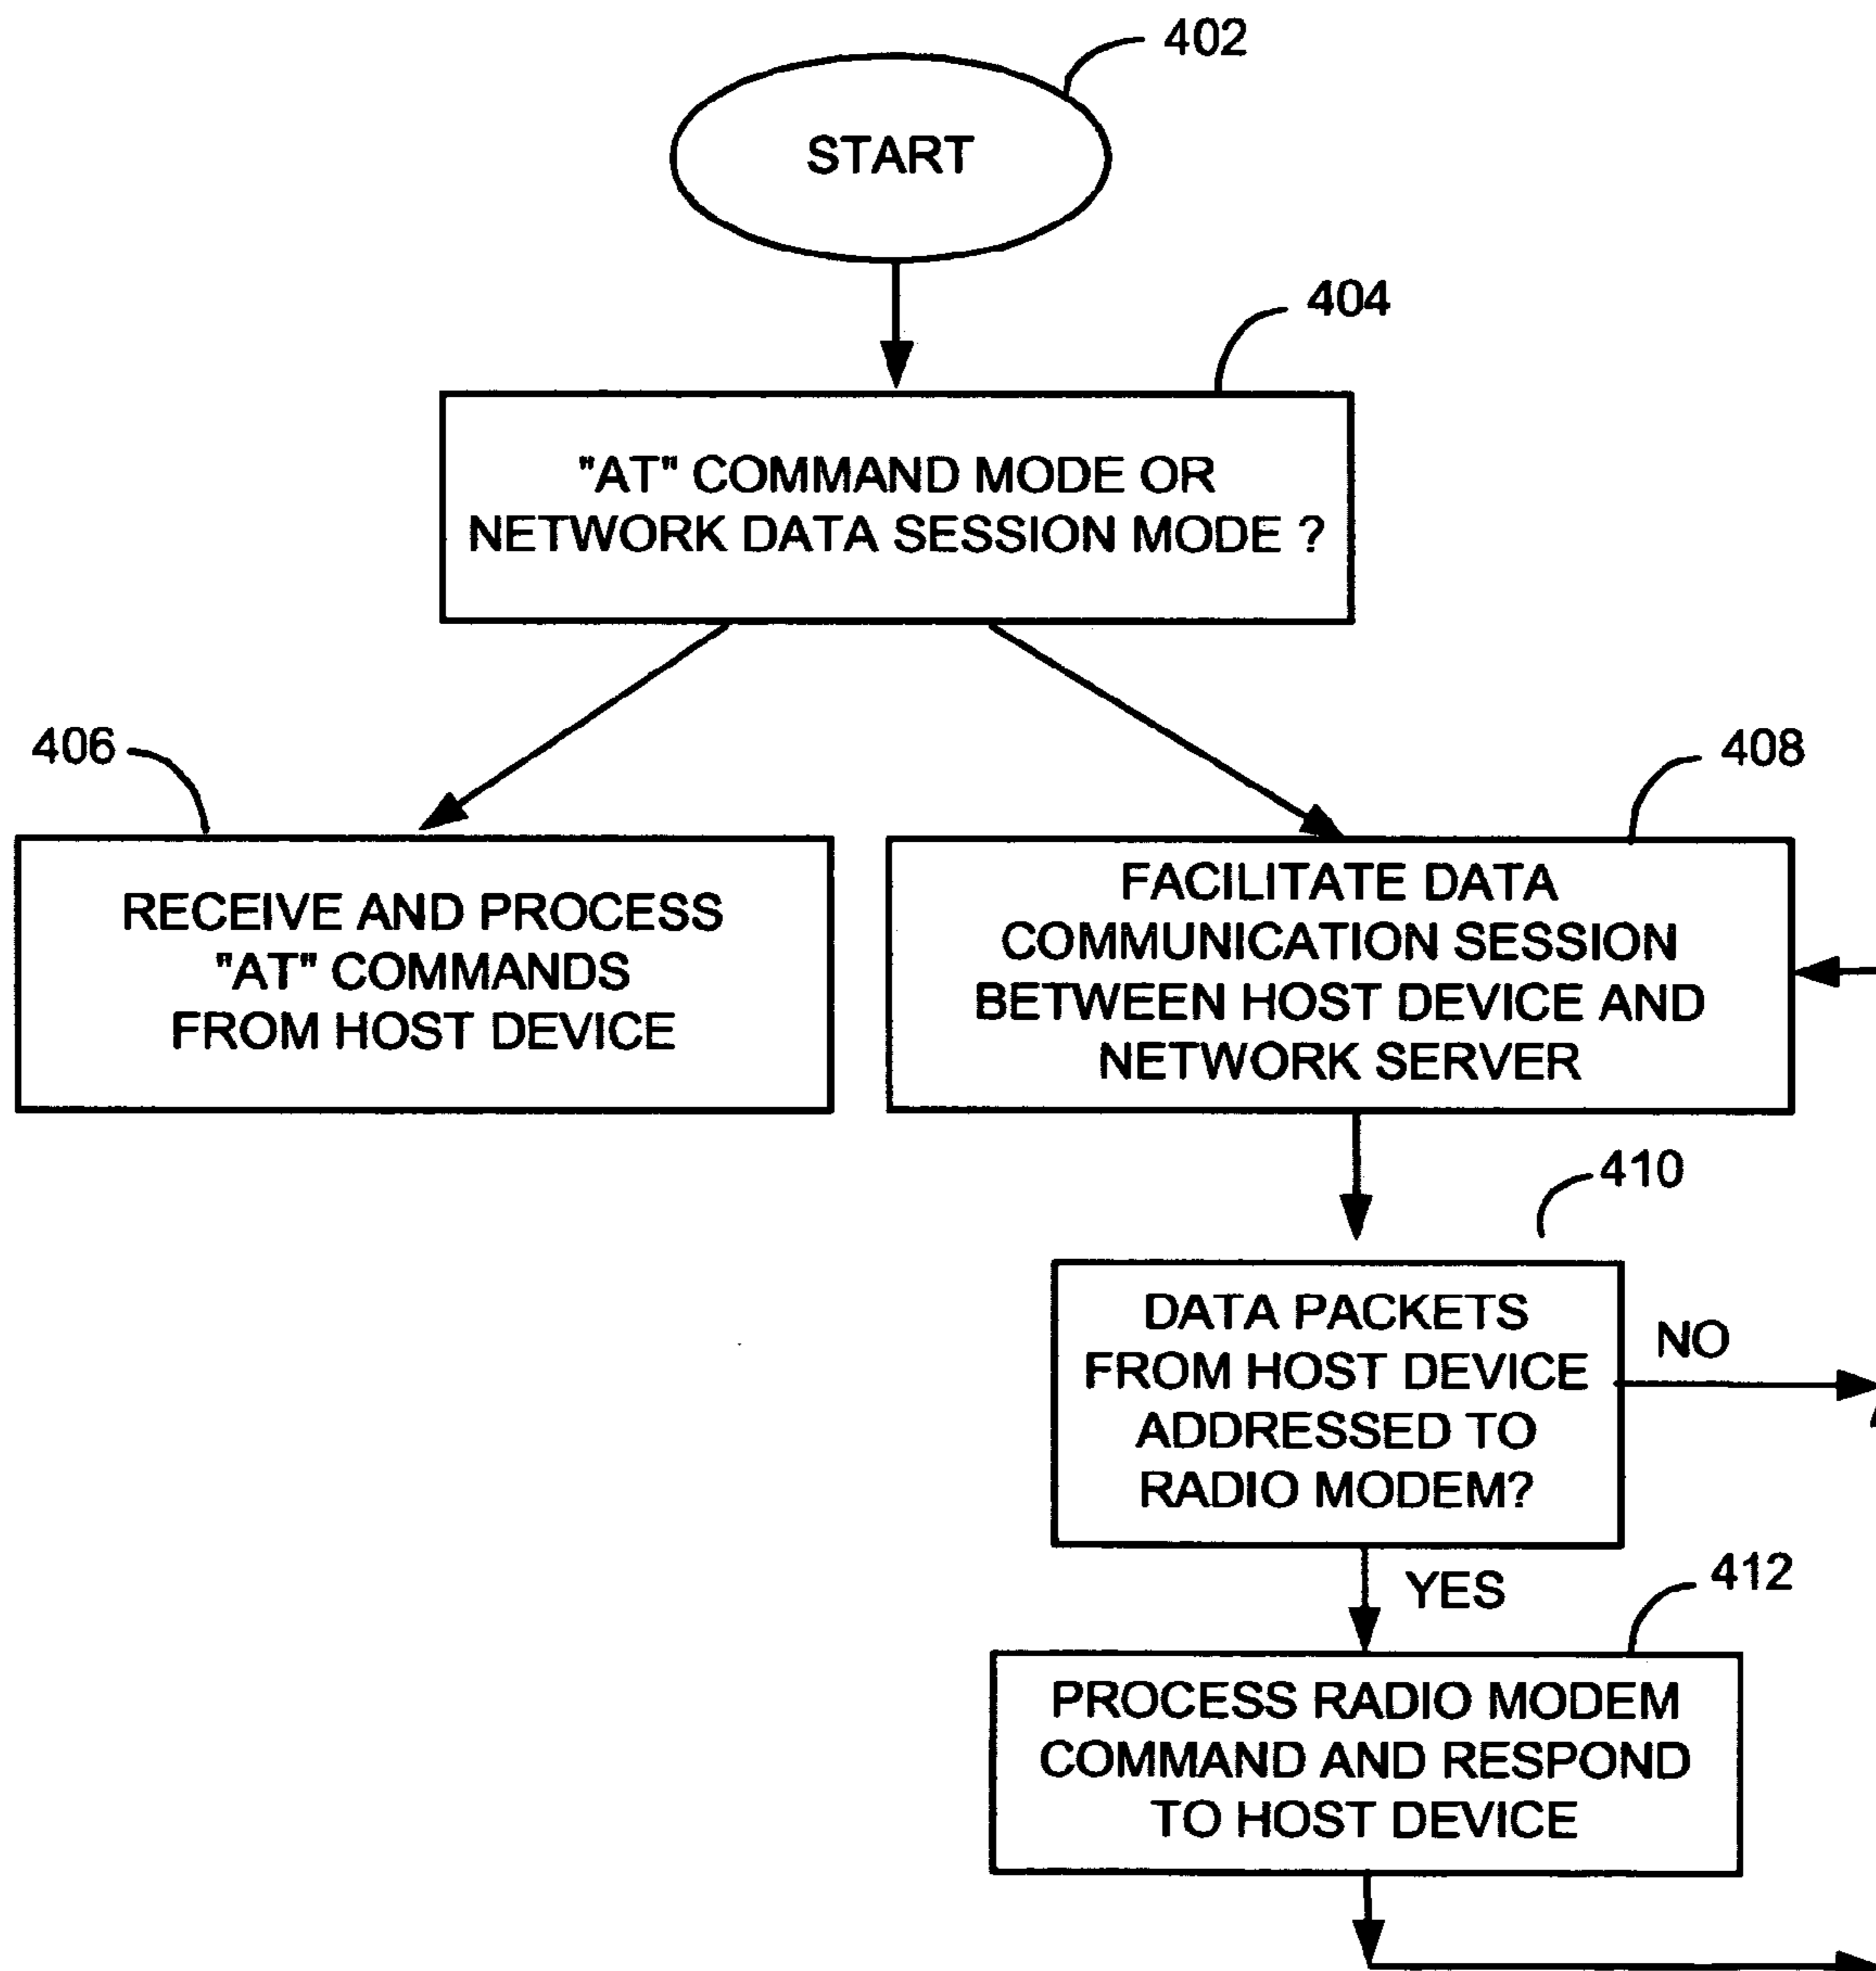 402
START
404
"AT" COMMAND MODE OR
NETWORK DATA SESSION MODE ?
406
408
RECEIVE AND PROCESS
"AT" COMMANDS
FROM HOST DEVICE
FACILITATE DATA
COMMUNICATION SESSION
BETWEEN HOST DEVICE AND
NETWORK SERVER
410
DATA PACKETS
FROM HOST DEVICE
ADDRESSED TO
RADIO MODEM?
NO
YES
412
PROCESS RADIO MODEM
COMMAND AND RESPOND
TO HOST DEVICE